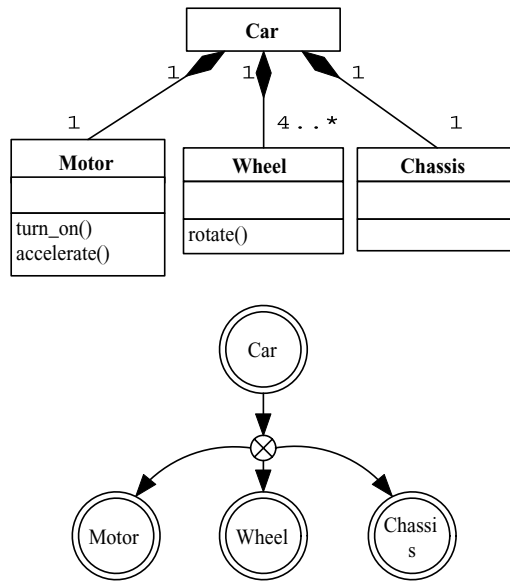 Car
1
1
1
1
4..*
1
Motor
Wheel
Chassis
turn_on()
accelerate()
rotate()
Car
Motor
Wheel
Chassi
s